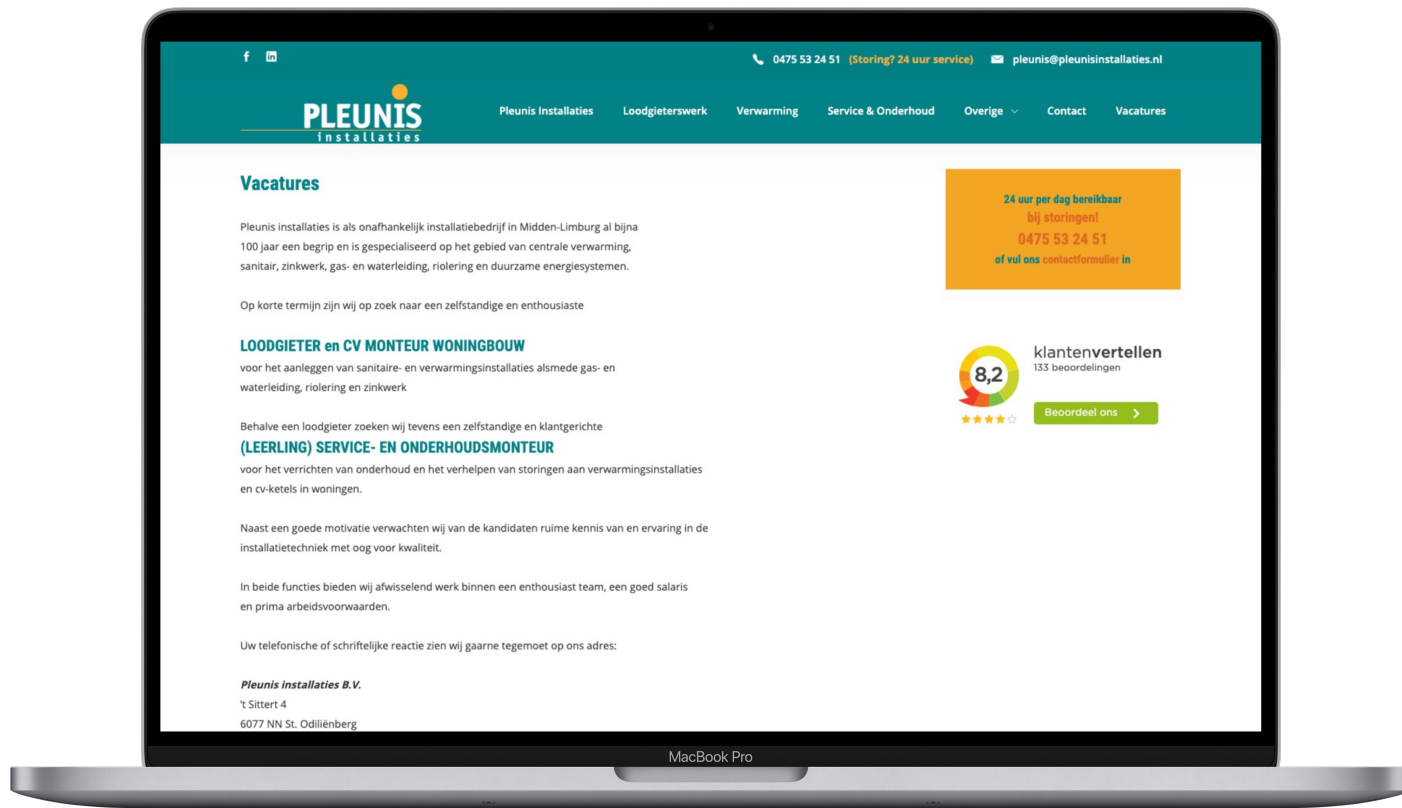 0475 53 24 51 (Storing? 24 uur service) pleunis@pleunisinstallaties.nl
PLEUNIS
installaties
Pleunis Installaties Loodgieterswerk Verwarming Service & Onderhoud Overige Contact Vacatures
Vacatures
Pleunis installaties is als onafhankelijk installatiebedrijf in Midden-Limburg al bijna
100 jaar een begrip en is gespecialiseerd op het gebied van centrale verwarming,
sanitair, zinkwerk, gas- en waterleiding, riolering en duurzame energiesystemen.
Op korte termijn zijn wij op zoek naar een zelfstandige en enthousiaste
LOODGIETER en CV MONTEUR WONINGBOUW
voor het aanleggen van sanitaire- en verwarmingsinstallaties alsmede gas- en
waterleiding, riolering en zinkwerk
Behalve een loodgieter zoeken wij tevens een zelfstandige en klantgerichte
(LEERLING) SERVICE- EN ONDERHOUDSMONTEUR
voor het verrichten van onderhoud en het verhelpen van storingen aan verwarmingsinstallaties
en cv-ketels in woningen.
Naast een goede motivatie verwachten wij van de kandidaten ruime kennis van en ervaring in de
installatietechniek met oog voor kwaliteit.
In beide functies bieden wij afwisselend werk binnen een enthousiast team, een goed salaris
en prima arbeidsvoorwaarden.
Uw telefonische of schriftelijke reactie zien wij gaarne tegemoet op ons adres:
Pleunis installaties B.V.
't Sittert 4
6077 NN St. Odiliënberg
24 uur per dag bereikbaar
bij storingen!
0475 53 24 51
of vul ons contactformulier in
klantenvertellen
133 beoordelingen
8,2
Beoordeel ons
MacBook Pro